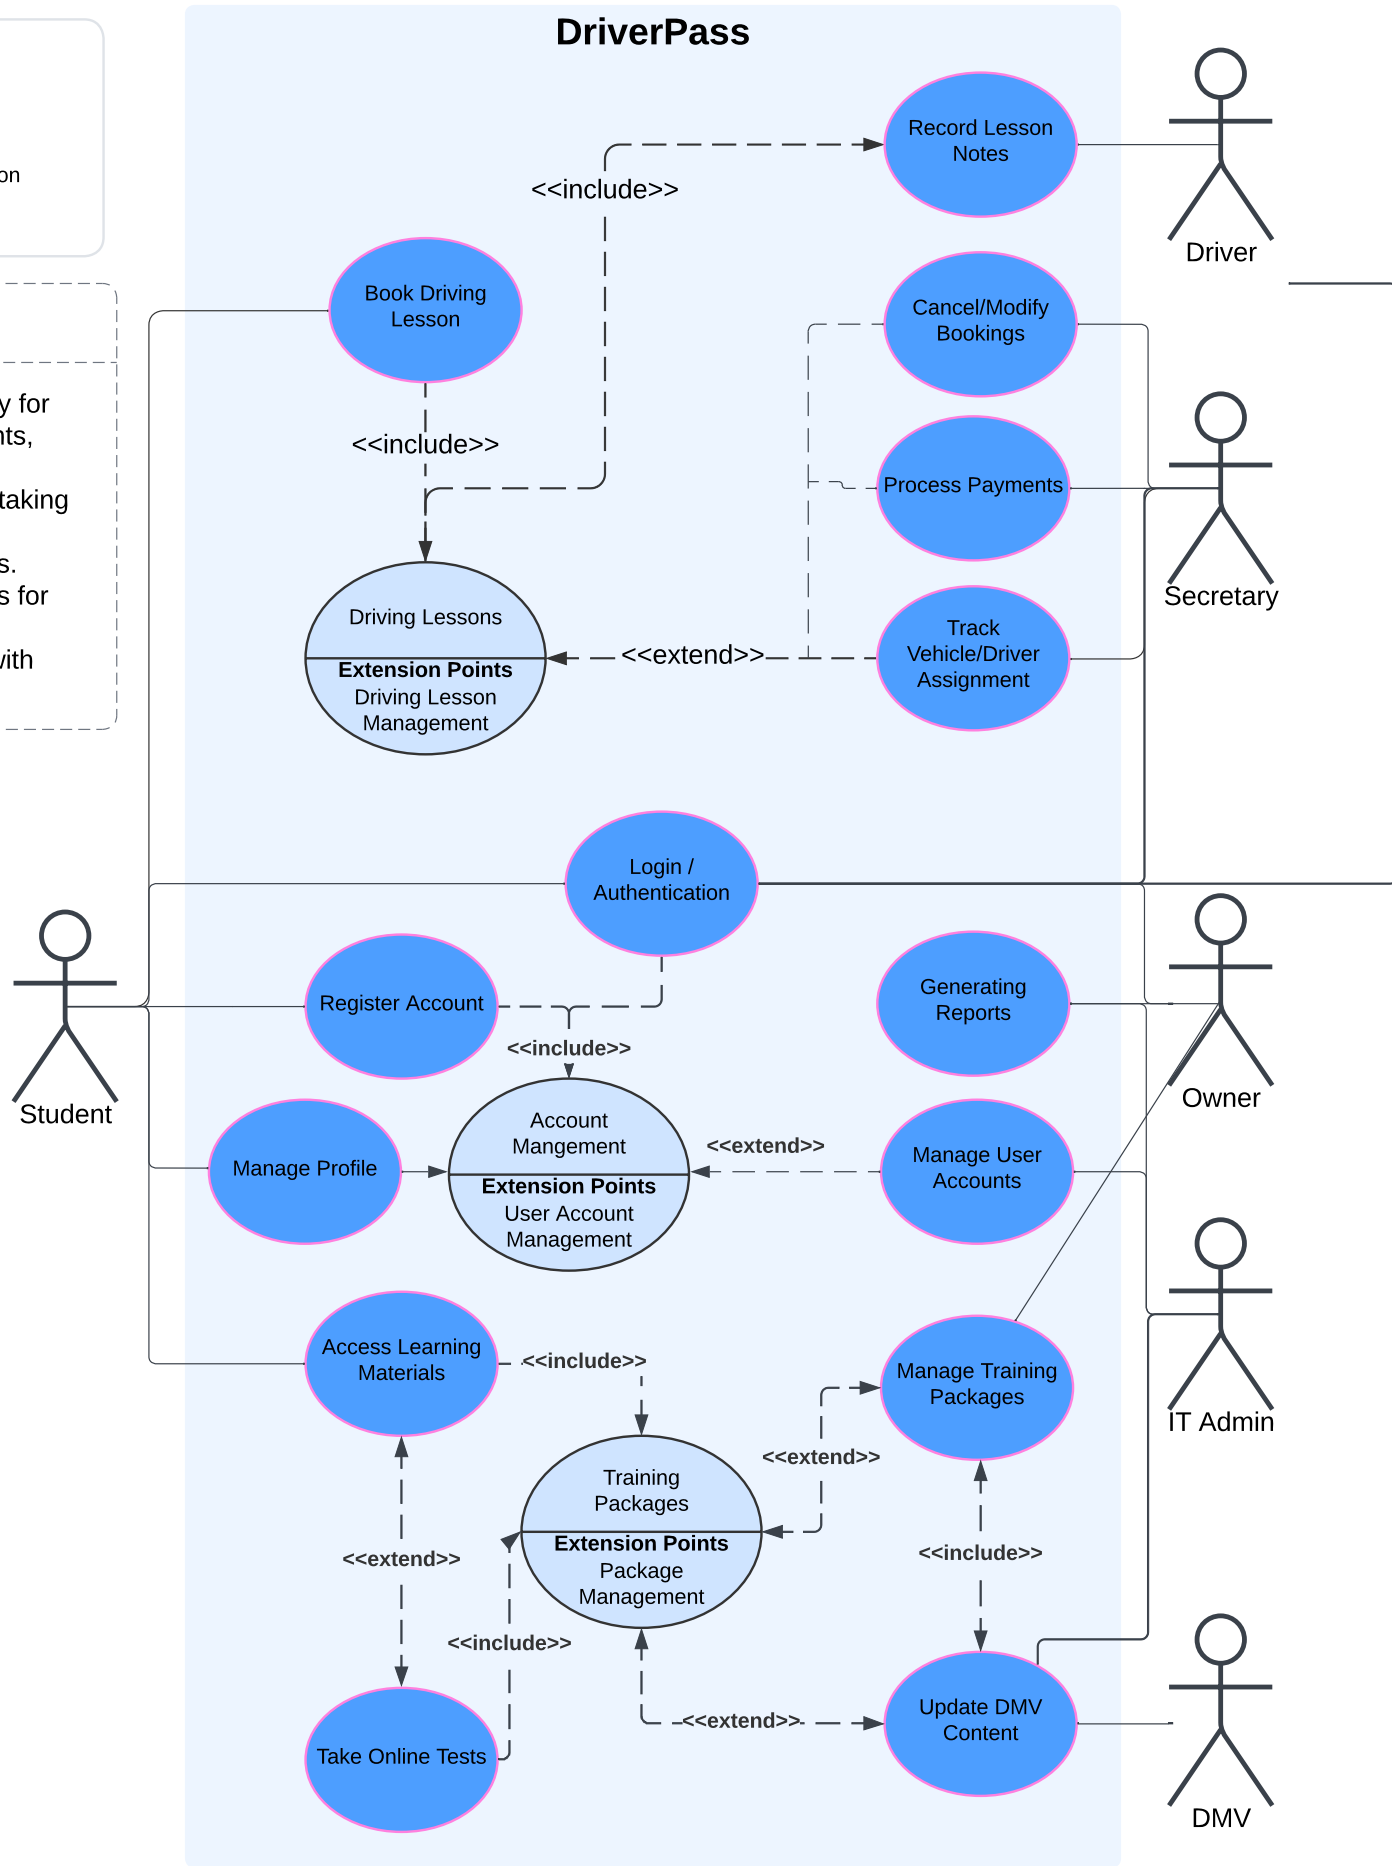 DriverPass
on
y for
nts,
taking
s.
s for
with
Record Lesson
Notes
<<include>>
Driver
Book Driving
Lesson
Cancel/Modify
Bookings
<<include>>
Process Payments
Secretary
Driving Lessons
Extension Points
Driving Lesson
Management
<<extend>>
Track
Vehicle/Driver
Assignment
Login /
Authentication
Student
Register Account
<<include>>
Generating
Reports
Owner
Manage Profile
Account
Mangement
Extension Points
User Account
Management
<<extend>>
Manage User
Accounts
Access Learning
Materials
<<include>>
Manage Training
Packages
IT Admin
<<extend>>
Training
Packages
Extension Points
Package
Management
<<extend>>
<<include>>
<<include>>
Take Online Tests
<<extend>>
Update DMV
Content
DMV